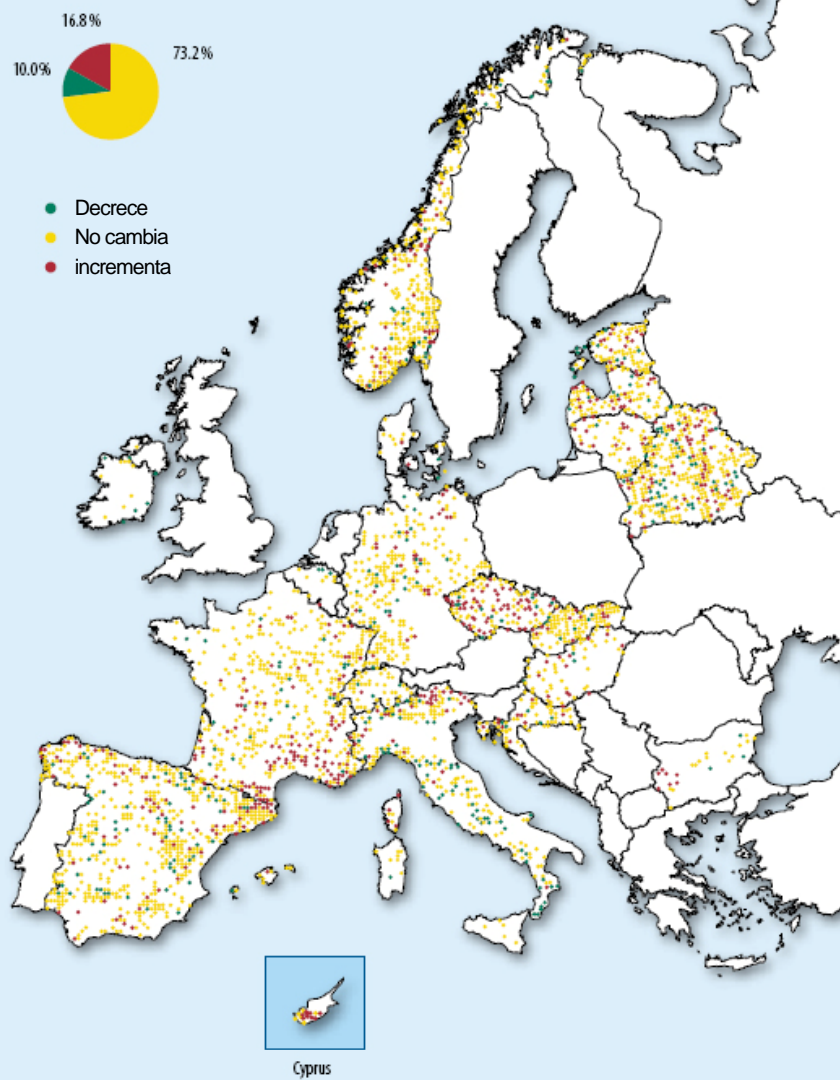 16.8%
73.2%
10.0%
Decrece
No cambia
incrementa
Cyprus